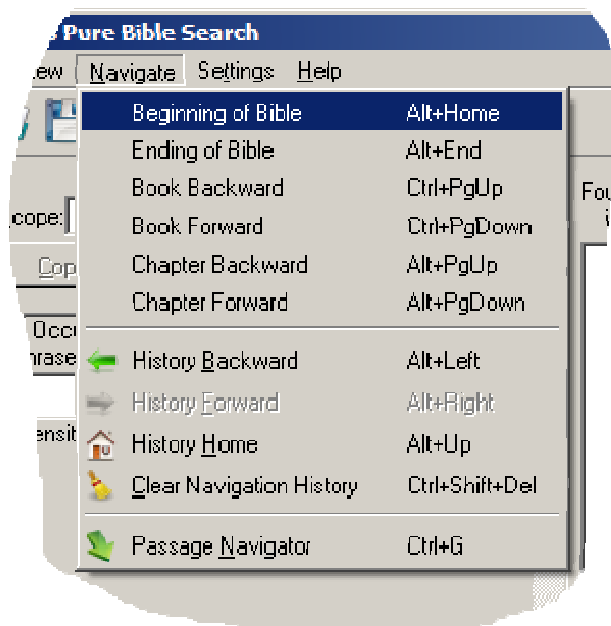 Pure Bible Search
Navigate Settings Help
Beginning of Bible Alt+Home
Ending of Bible Alt+End
Book Backward Ctrl+PgUp
Book Forward Ctrl+PgDown
Chapter Backward Alt+PgUp
Chapter Forward Alt+PgDown
History Backward Alt+Left
History Forward Alt+Right
History Home Alt+Up
Clear Navigation History Ctrl+Shift+Del
Passage Navigator Ctrl+G